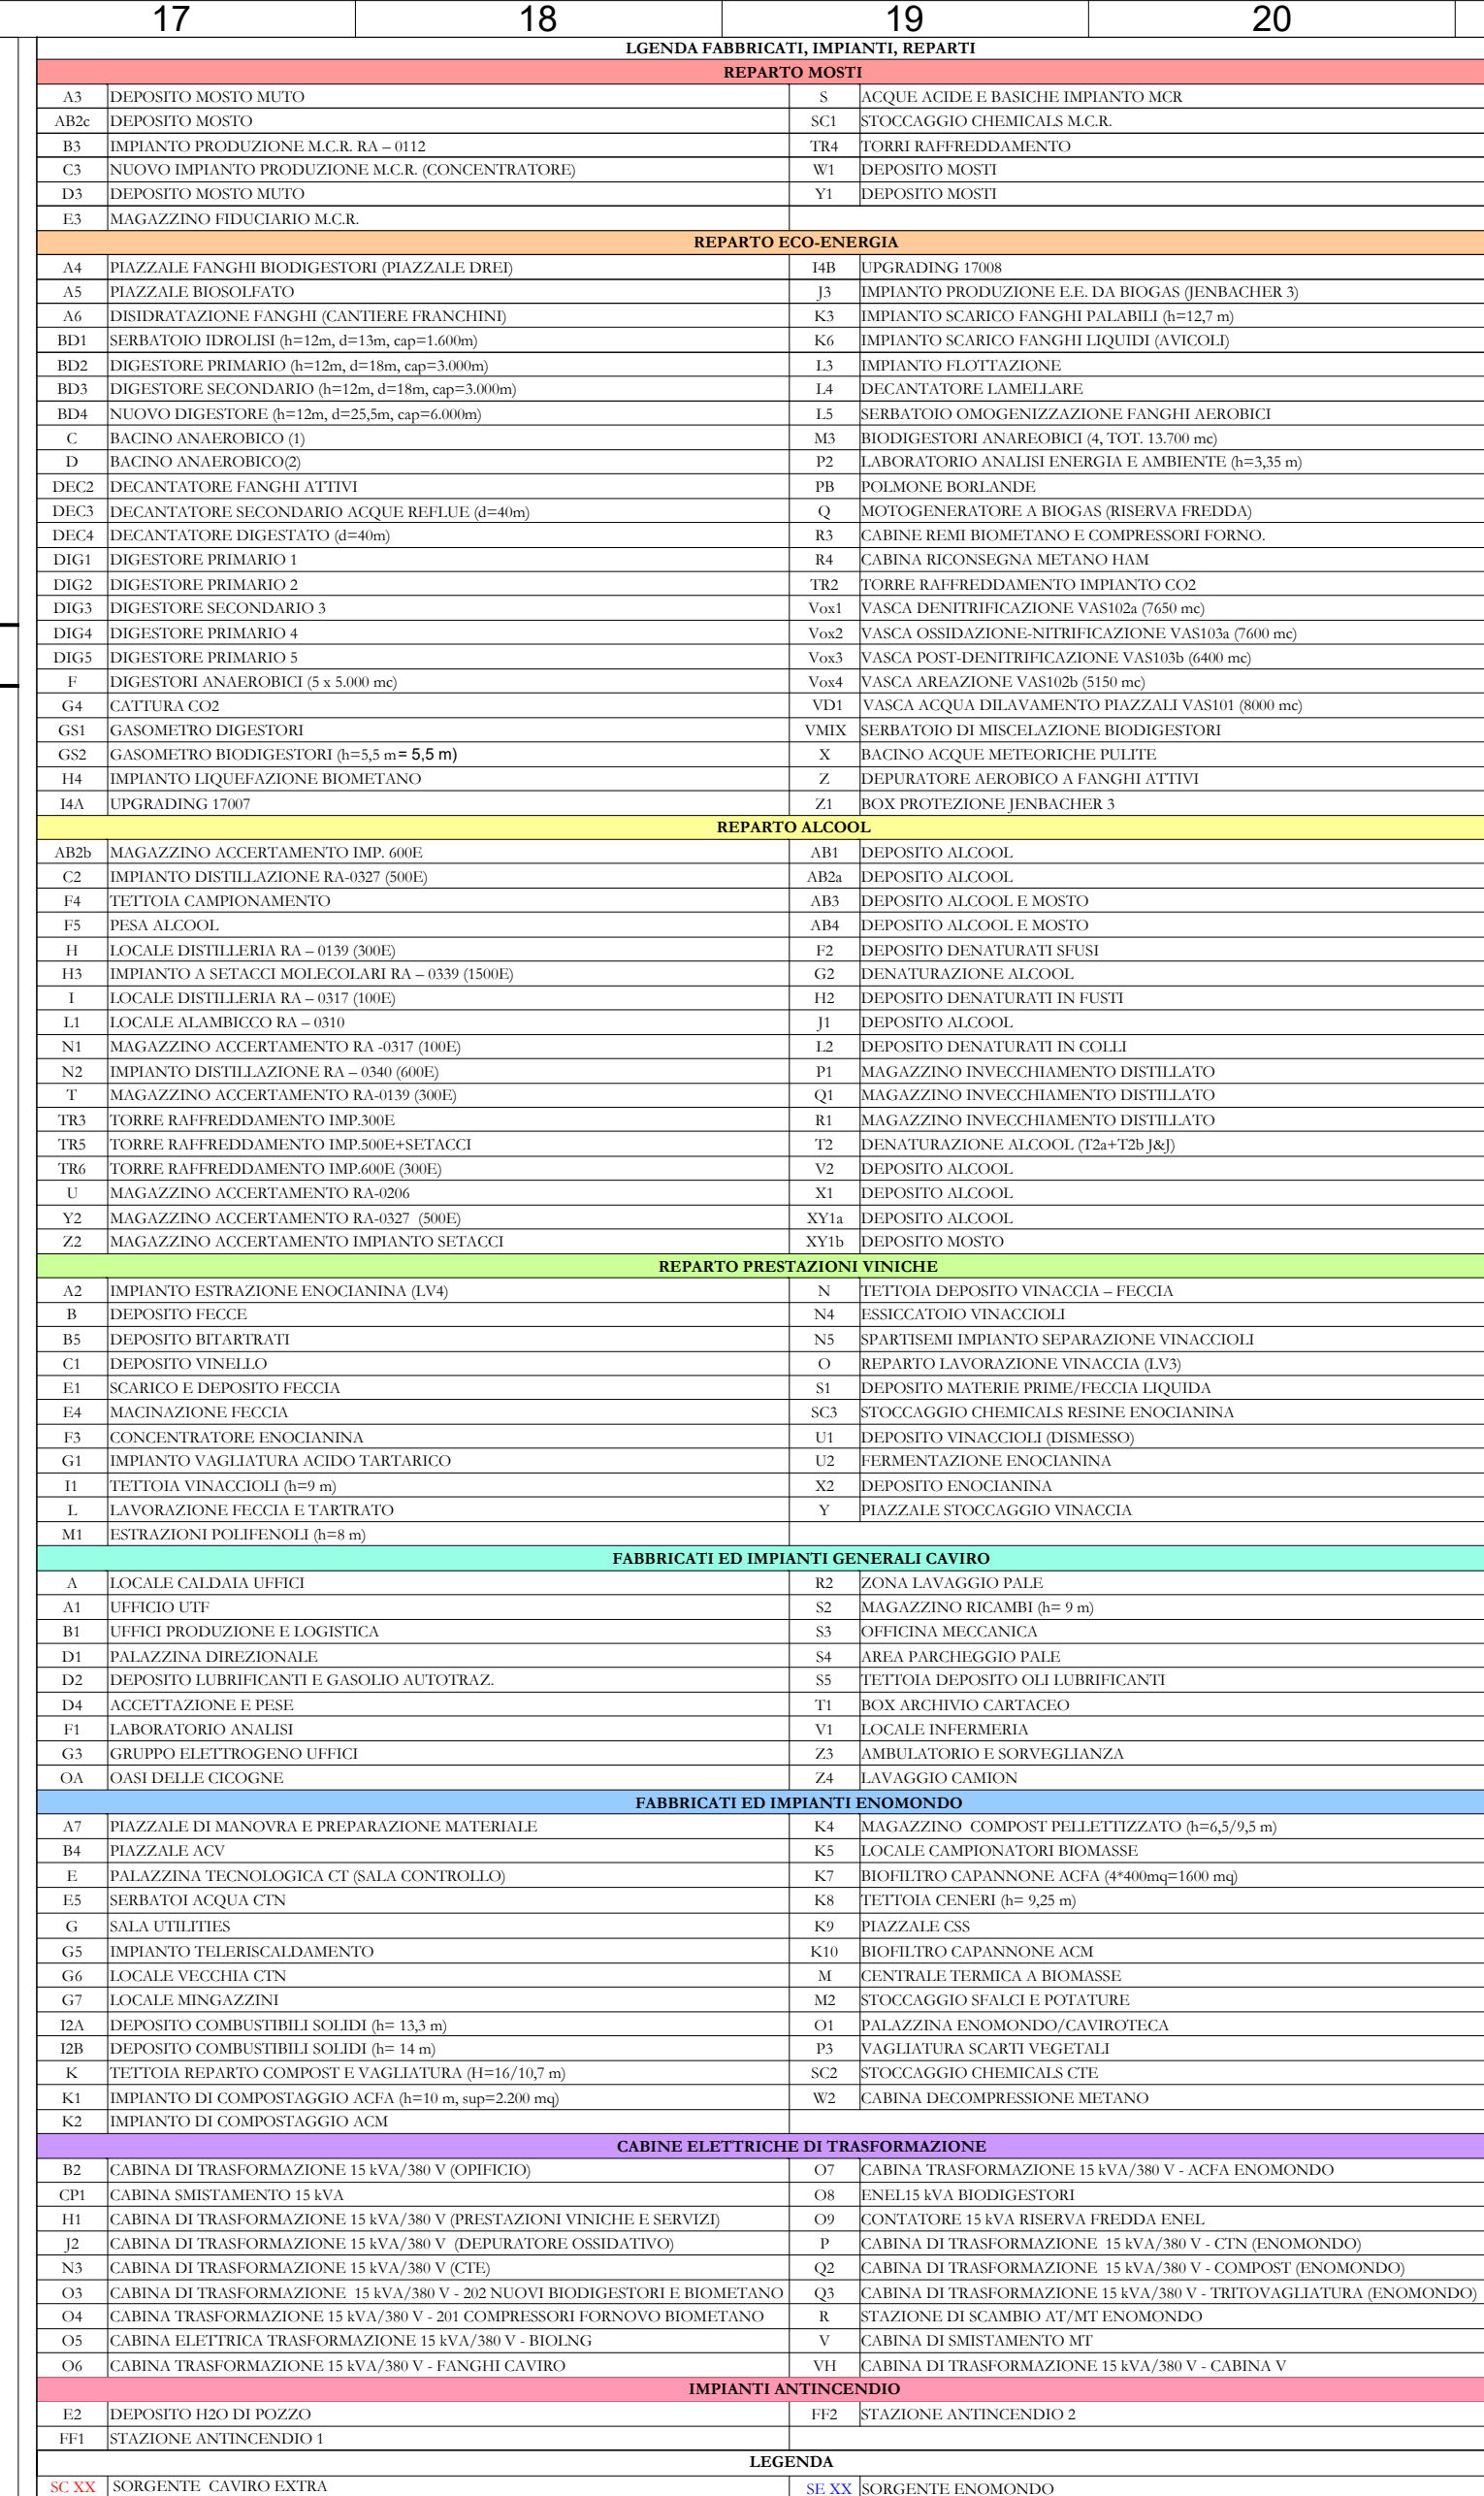 17 18 19 20
LGENDA FABBRICATI, IMPIANTI, REPARTI
REPARTO MOSTI
A3 DEPOSITO MOSTO MUTO S ACQUE ACIDE E BASICHE IMPIANTO MCR
AB2c DEPOSITO MOSTO SC1 STOCCAGGIO CHEMICALS M.C.R.
B3 IMPIANTO PRODUZIONE M.C.R. RA – 0112 TR4 TORRI RAFFREDDAMENTO
C3 NUOVO IMPIANTO PRODUZIONE M.C.R. (CONCENTRATORE) W1 DEPOSITO MOSTI
D3 DEPOSITO MOSTO MUTO Y1 DEPOSITO MOSTI
E3 MAGAZZINO FIDUCIARIO M.C.R.
REPARTO ECO-ENERGIA
A4 PIAZZALE FANGHI BIODIGESTORI (PIAZZALE DREI) I4B UPGRADING 17008
A5 PIAZZALE BIOSOLFATO J3 IMPIANTO PRODUZIONE E.E. DA BIOGAS (JENBACHER 3)
A6 DISIDRATAZIONE FANGHI (CANTIERE FRANCHINI) K3 IMPIANTO SCARICO FANGHI PALABILI (h=12,7 m)
BD1 SERBATOIO IDROLISI (h=12m, d=13m, cap=1.600m) K6 IMPIANTO SCARICO FANGHI LIQUIDI (AVICOLI)
BD2 DIGESTER PRIMARIO (h=12m, d=18m, cap=3.000m) L3 IMPIANTO FLOTTAZIONE
BD3 DIGESTER SECONDARIO (h=12m, d=18m, cap=3.000m) L4 DECANTATORE LAMELLARE
BD4 NUOVO DIGESTORE (h=12m, d=25,5m, cap=6.000m) L5 SERBATOIO OMOGENIZZAZIONE FANGHI AEROBICI
C BACINO ANAEROBICO (1) M3 BIODIGESTORI ANAREOBICI (4, TOT. 13.700 mc)
D BACINO ANAEROBICO(2) P2 LABORATORIO ANALISI ENERGIA E AMBIENTE (h=3,35 m)
DEC2 DECANTATORE FANGHI ATTIVI PB POLMONE BORLANDE
DEC3 DECANTATORE SECONDARIO ACQUE REFLUE (d=40m) Q MOTOGENERATORE A BIOGAS (RISERVA FREDDA)
DEC4 DECANTATORE DIGESTATO (d=40m) R3 CABINE REMI BIOMETANO E COMPRESSORI FORNO.
DIG1 DIGESTORE PRIMARIO 1 R4 CABINA RICONSEGNA METANO HAM
DIG2 DIGESTORE PRIMARIO 2 TR2 TORRE RAFFREDDAMENTO IMPIANTO CO2
DIG3 DIGESTORE SECONDARIO 3 Vox1 VASCA DENITRIFICAZIONE VAS102a (7650 mc)
DIG4 DIGESTORE PRIMARIO 4 Vox2 VASCA OSSIDAZIONE-NITRIFICAZIONE VAS103a (7600 mc)
DIG5 DIGESTORE PRIMARIO 5 Vox3 VASCA POST-DENITRIFICAZIONE VAS103b (6400 mc)
F DIGESTORI ANAEROBICI (5 x 5.000 mc) Vox4 VASCA AREAZIONE VAS102b (5150 mc)
G4 CATTURA CO2 VD1 VASCA ACQUA DILAVAMENTO PIAZZALI VAS101 (8000 mc)
GS1 GASOMETRO DIGESTORI VMIX SERBATOIO DI MISCELAZIONE BIODIGESTORI
GS2 GASOMETRO BIODIGESTORI (h=5,5 m= 5,5 m) X BACINO ACQUE METEORICHE PULITE
H4 IMPIANTO LIQUEFAZIONE BIOMETANO Z DEPURATORE AEROBICO A FANGHI ATTIVI
I4A UPGRADING 17007 Z1 BOX PROTEZIONE JENBACHER 3
REPARTO ALCOOL
AB2b MAGAZZINO ACCERTAMENTO IMP. 600E AB1 DEPOSITO ALCOOL
C2 IMPIANTO DISTILLAZIONE RA-0327 (500E) AB2a DEPOSITO ALCOOL
F4 TETTOIA CAMPIONAMENTO AB3 DEPOSITO ALCOOL E MOSTO
F5 PESA ALCOOL AB4 DEPOSITO ALCOOL E MOSTO
H LOCALE DISTILLERIA RA – 0139 (300E) F2 DEPOSITO DENATURATI SFUSI
H3 IMPIANTO A SETACCI MOLECOLARI RA – 0339 (1500E) G2 DENATURAZIONE ALCOOL
I LOCALE DISTILLERIA RA – 0317 (100E) H2 DEPOSITO DENATURATI IN FUSTI
L1 LOCALE ALAMBICCO RA – 0310 J1 DEPOSITO ALCOOL
N1 MAGAZZINO ACCERTAMENTO RA -0317 (100E) L2 DEPOSITO DENATURATI IN COLLI
N2 IMPIANTO DISTILLAZIONE RA – 0340 (600E) P1 MAGAZZINO INVECCHIAMENTO DISTILLATO
T MAGAZZINO ACCERTAMENTO RA-0139 (300E) Q1 MAGAZZINO INVECCHIAMENTO DISTILLATO
TR3 TORRE RAFFREDDAMENTO IMP.300E R1 MAGAZZINO INVECCHIAMENTO DISTILLATO
TR5 TORRE RAFFREDDAMENTO IMP.500E+SETACCI T2 DENATURAZIONE ALCOOL (T2a+T2b J&J)
TR6 TORRE RAFFREDDAMENTO IMP.600E (300E) V2 DEPOSITO ALCOOL
U MAGAZZINO ACCERTAMENTO RA-0206 X1 DEPOSITO ALCOOL
Y2 MAGAZZINO ACCERTAMENTO RA-0327 (500E) XY1a DEPOSITO ALCOOL
Z2 MAGAZZINO ACCERTAMENTO IMPIANTO SETACCI XY1b DEPOSITO MOSTO
REPARTO PRESTAZIONI VINICHE
A2 IMPIANTO ESTRAZIONE ENOCIANINA (LV4) N TETTOIA DEPOSITO VINACCIA – FECCIA
B DEPOSITO FECCE N4 ESSICCATOIO VINACCIOLI
B5 DEPOSITO BITARTRATI N5 SPARTISEMI IMPIANTO SEPARAZIONE VINACCIOLI
C1 DEPOSITO VINELLO O REPARTO LAVORAZIONE VINACCIA (LV3)
E1 SCARICO E DEPOSITO FECCIA S1 DEPOSITO MATERIE PRIME/FECCIA LIQUIDA
E4 MACINAZIONE FECCIA SC3 STOCCAGGIO CHEMICALS RESINE ENOCIANINA
F3 CONCENTRATORE ENOCIANINA U1 DEPOSITO VINACCIOLI (DISMESSO)
G1 IMPIANTO VAGLIATURA ACIDO TARTARICO U2 FERMENTAZIONE ENOCIANINA
I1 TETTOIA VINACCIOLI (h=9 m) X2 DEPOSITO ENOCIANINA
L LAVORAZIONE FECCIA E TARTRATO Y PIAZZALE STOCCAGGIO VINACCIA
M1 ESTRAZIONI POLIFENOLI (h=8 m)
FABBRICATI ED IMPIANTI GENERALI CAVIRO
A LOCALE CALDAIA UFFICI R2 ZONA LAVAGGIO PALE
A1 UFFICIO UTF S2 MAGAZZINO RICAMBI (h= 9 m)
B1 UFFICI PRODUZIONE E LOGISTICA S3 OFFICINA MECCANICA
D1 PALAZZINA DIREZIONALE S4 AREA PARCHEGGIO PALE
D2 DEPOSITO LUBRIFICANTI E GASOLIO AUTOTRAZ. S5 TETTOIA DEPOSITO OLI LUBRIFICANTI
D4 ACCETTAZIONE E PESE T1 BOX ARCHIVIO CARTACEO
F1 LABORATORIO ANALISI V1 LOCALE INFERMERIA
G3 GRUPPO ELETTROGENO UFFICI Z3 AMBULATORIO E SORVEGLIANZA
OA OASI DELLE CICOGNE Z4 LAVAGGIO CAMION
FABBRICATI ED IMPIANTI ENOMONDO
A7 PIAZZALE DI MANOVRA E PREPARAZIONE MATERIALE K4 MAGAZZINO COMPOST PELLETTIZZATO (h=6,5/9,5 m)
B4 PIAZZALE ACV K5 LOCALE CAMPIONATORI BIOMASSE
E PALAZZINA TECNOLOGICA CT (SALA CONTROLLO) K7 BIOFILTRO CAPANNONE ACFA (4*400mq=1600 mq)
E5 SERBATOI ACQUA CTN K8 TETTOIA CENERI (h= 9,25 m)
G SALA UTILITIES K9 PIAZZALE CSS
G5 IMPIANTO TELERISCALDAMENTO K10 BIOFILTRO CAPANNONE ACM
G6 LOCALE VECCHIA CTN M CENTRALE TERMICA A BIOMASSE
G7 LOCALE MINGAZZINI M2 STOCCAGGIO SFALCI E POTATURE
I2A DEPOSITO COMBUSTIBILI SOLIDI (h= 13,3 m) O1 PALAZZINA ENOMONDO/CAVIROTECA
I2B DEPOSITO COMBUSTIBILI SOLIDI (h= 14 m) P3 VAGLIATURA SCARTI VEGETALI
K TETTOIA REPARTO COMPOST E VAGLIATURA (H=16/10,7 m) SC2 STOCCAGGIO CHEMICALS CTE
K1 IMPIANTO DI COMPOSTAGGIO ACFA (h=10 m, sup=2.200 mq) W2 CABINA DECOMPRESSIONE METANO
K2 IMPIANTO DI COMPOSTAGGIO ACM
CABINE ELETTRICHE DI TRASFORMAZIONE
B2 CABINA DI TRASFORMAZIONE 15 kVA/380 V (OPIFICIO) O7 CABINA TRASFORMAZIONE 15 kVA/380 V - ACFA ENOMONDO
CP1 CABINA SMISTAMENTO 15 kVA O8 ENEL15 kVA BIODIGESTORI
H1 CABINA DI TRASFORMAZIONE 15 kVA/380 V (PRESTAZIONI VINICHE E SERVIZI) O9 CONTATORE 15 kVA RISERVA FREDDA ENEL
J2 CABINA DI TRASFORMAZIONE 15 kVA/380 V (DEPURATORE OSSIDATIVO) P CABINA DI TRASFORMAZIONE 15 kVA/380 V - CTN (ENOMONDO)
N3 CABINA DI TRASFORMAZIONE 15 kVA/380 V (CTE) Q2 CABINA DI TRASFORMAZIONE 15 kVA/380 V - COMPOST (ENOMONDO)
O3 CABINA DI TRASFORMAZIONE 15 kVA/380 V - 202 NUOVI BIODIGESTORI E BIOMETANO Q3 CABINA DI TRASFORMAZIONE 15 kVA/380 V - TRITOVAGLIATURA (ENOMONDO)
O4 CABINA TRASFORMAZIONE 15 kVA/380 V - 201 COMPRESSORI FORNOVO BIOMETANO R STAZIONE DI SCAMBIO AT/MT ENOMONDO
O5 CABINA ELETTRICA TRASFORMAZIONE 15 kVA/380 V - BIOLNG V CABINA DI SMISTAMENTO MT
O6 CABINA TRASFORMAZIONE 15 kVA/380 V - FANGHI CAVIRO VH CABINA DI TRASFORMAZIONE 15 kVA/380 V - CABINA V
IMPIANTI ANTINCENDIO
E2 DEPOSITO H2O DI POZZO FF2 STAZIONE ANTINCENDIO 2
FF1 STAZIONE ANTINCENDIO 1
LEGENDA
SC XX SORGENTE CAVIRO EXTRA SE XX SORGENTE ENOMONDO